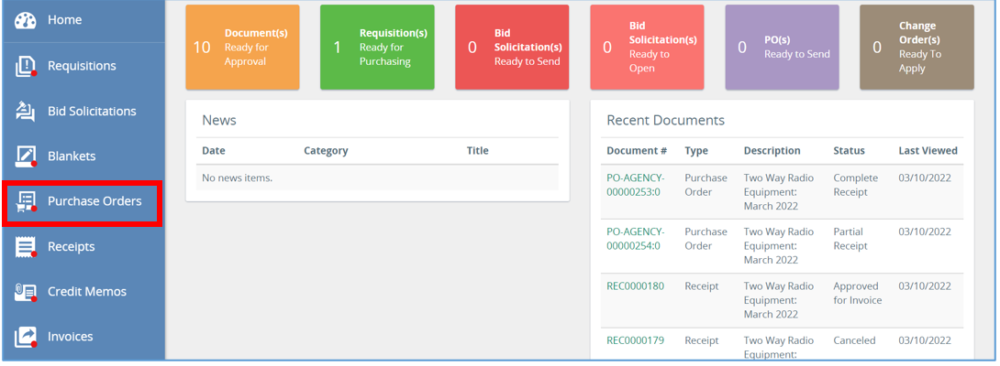 Home
Requisitions
Bid Solicitations
Blankets
Purchase Orders
Receipts
Credit Memos
Invoices
10
Document(s)
Ready for
Approval
1
Requisition(s)
Ready for
Purchasing
0
Bid
Solicitation(s)
Ready to Send
0
Bid
Solicitation(s)
Ready to
Open
0
PO(s)
Ready to Send
0
Change
Order(s)
Ready To
Apply
News
Date Category Title
No news items.
Recent Documents
Document # Type Description Status Last Viewed
PO-AGENCY- Purchase Two Way Radio Complete 03/10/2022
00000253:0 Order Equipment: Receipt
March 2022
PO-AGENCY- Purchase Two Way Radio Partial 03/10/2022
00000254:0 Order Equipment: Receipt
March 2022
REC0000180 Receipt Two Way Radio Approved 03/10/2022
Equipment: for Invoice
March 2022
REC0000179 Receipt Two Way Radio Canceled 03/10/2022
Equipment: